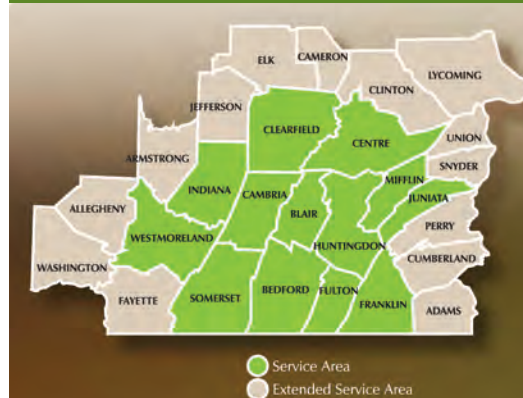 ELK
CAMERON
LYCOMING
CLINTON
JEFFERSON
CLEARFIELD
CENTRE
UNION
SNYDER
ARMSTRONG
MIFFLIN
INDIANA
JUNIATA
CAMBRIA
BLAIR
ALLEGHENY
PERRY
WESTMORELAND
HUNTINGDON
CUMBERLAND
WASHINGTON
FAYETTE
SOMERSET
BEDFORD
FULTON
FRANKLIN
ADAMS
Service Area
Extended Service Area